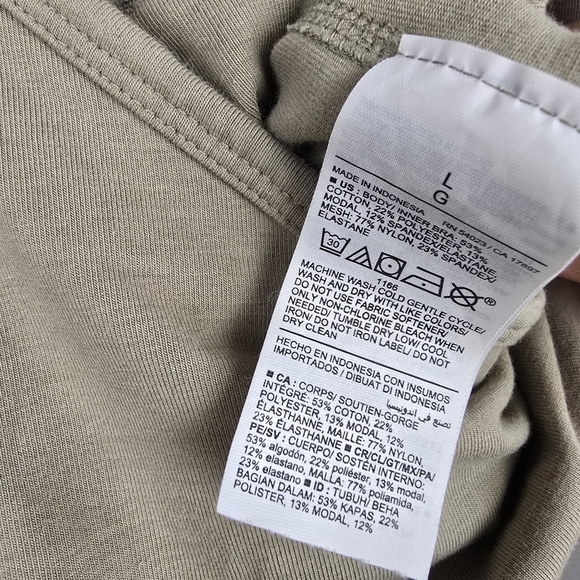 L
G
MADE IN INDONESIA RN 54023 / CA 17897
■ US : BODY/ INNER BRA: 53%
COTTON, 22% POLYESTER, 13%
MODAL, 12% SPANDEX/ELASTANE,
MESH: 77% NYLON, 23% SPANDEX/
ELASTANE
30
1166
MACHINE WASH COLD GENTLE CYCLE/
WASH AND DRY WITH LIKE COLORS/
DO NOT USE FABRIC SOFTENER/
ONLY NON-CHLORINE BLEACH WHEN
NEEDED/ TUMBLE DRY LOW/ COOL
IRON/ DO NOT IRON LABEL/ DO NOT
DRY CLEAN
HECHO EN INDONESIA CON INSUMOS
IMPORTADOS / DIBUAT DI INDONESIA
صنع في اندونيسيا
■ CA : CORPS/ SOUTIEN-GORGE
INTÉGRÉ: 53% COTON, 22%
POLYESTER, 13% MODAL, 12%
ÉLASTHANNE, MAILLE: 77% NYLON,
23% ÉLASTHANNE ■ CR/CL/GT/MX/PA/
PE/SV : CUERPO/ SOSTÉN INTERNO:
53% algodón, 22% poliéster, 13% modal,
12% elastano, MALLA: 77% poliamida,
23% elastano ■ ID : TUBUH/ BEHA
BAGIAN DALAM: 53% KAPAS, 22%
POLISTER, 13% MODAL, 12%